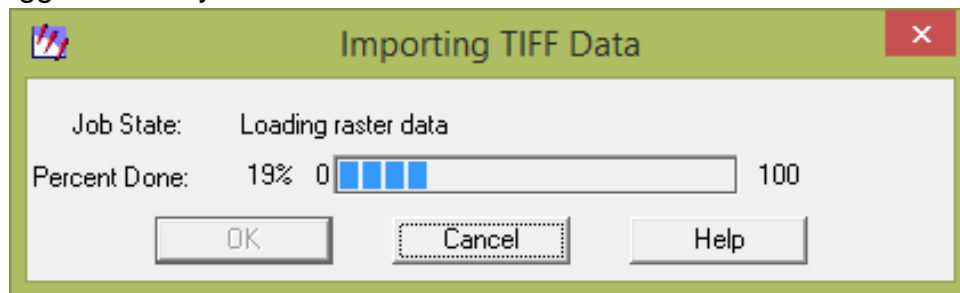 Importing TIFF Data
Job State: Loading raster data
Percent Done: 19% 0 100
OK Cancel Help